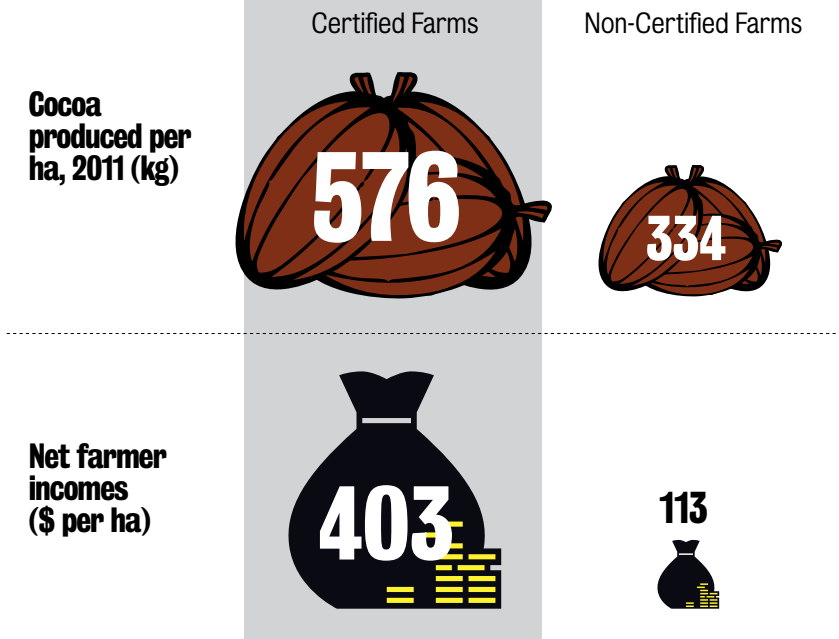 Certified Farms
Non-Certified Farms
Cocoa
produced per
ha, 2011 (kg)
576
334
Net farmer
incomes
($ per ha)
403
113